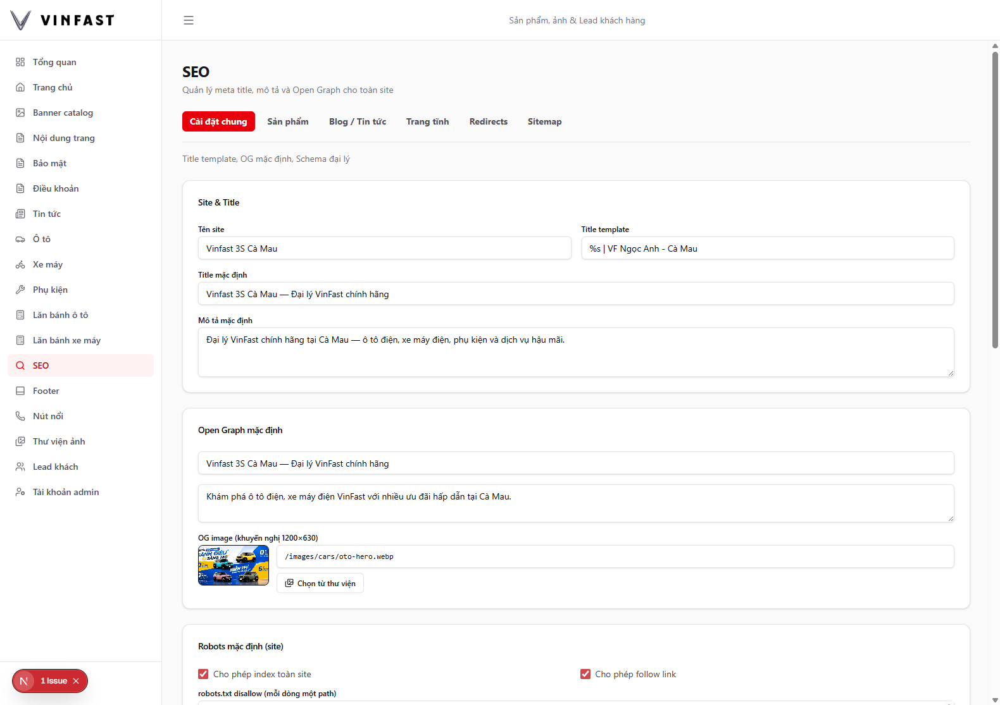 VINFAST
Sản phẩm, ảnh & Lead khách hàng
Tổng quan
Trang chủ
Banner catalog
Nội dung trang
Bảo mật
Điều khoản
Tin tức
Ô tô
Xe máy
Phụ kiện
Lăn bánh ô tô
Lăn bánh xe máy
SEO
Footer
Nút nổi
Thư viện ảnh
Lead khách
Tài khoản admin
N 1 Issue
SEO
Quản lý meta title, mô tả và Open Graph cho toàn site
Cài đặt chung Sản phẩm Blog / Tin tức Trang tĩnh Redirects Sitemap
Title template, OG mặc định, Schema đại lý
Site & Title
Tên site
Vinfast 3S Cà Mau
Title template
%s | VF Ngọc Anh - Cà Mau
Title mặc định
Vinfast 3S Cà Mau — Đại lý VinFast chính hãng
Mô tả mặc định
Đại lý VinFast chính hãng tại Cà Mau — ô tô điện, xe máy điện, phụ kiện và dịch vụ hậu mãi.
Open Graph mặc định
Vinfast 3S Cà Mau — Đại lý VinFast chính hãng
Khám phá ô tô điện, xe máy điện VinFast với nhiều ưu đãi hấp dẫn tại Cà Mau.
OG image (khuyến nghị 1200×630)
MIỄN PHÍ
/images/cars/oto-hero.webp
Chọn từ thư viện
Robots mặc định (site)
Cho phép index toàn site
Cho phép follow link
robots.txt disallow (mỗi dòng một path)